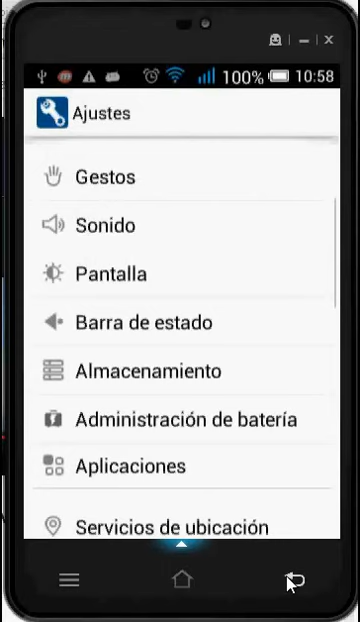 100% 10:58
Ajustes
Gestos
Sonido
Pantalla
Barra de estado
Almacenamiento
Administración de batería
Aplicaciones
Servicios de ubicación